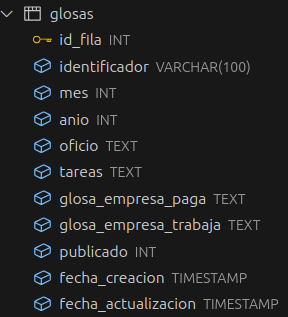 glosas
id_fila INT
identificador VARCHAR(100)
mes INT
anio INT
oficio TEXT
tareas TEXT
glosa_empresa_paga TEXT
glosa_empresa_trabaja TEXT
publicado INT
fecha_creacion TIMESTAMP
fecha_actualizacion TIMESTAMP